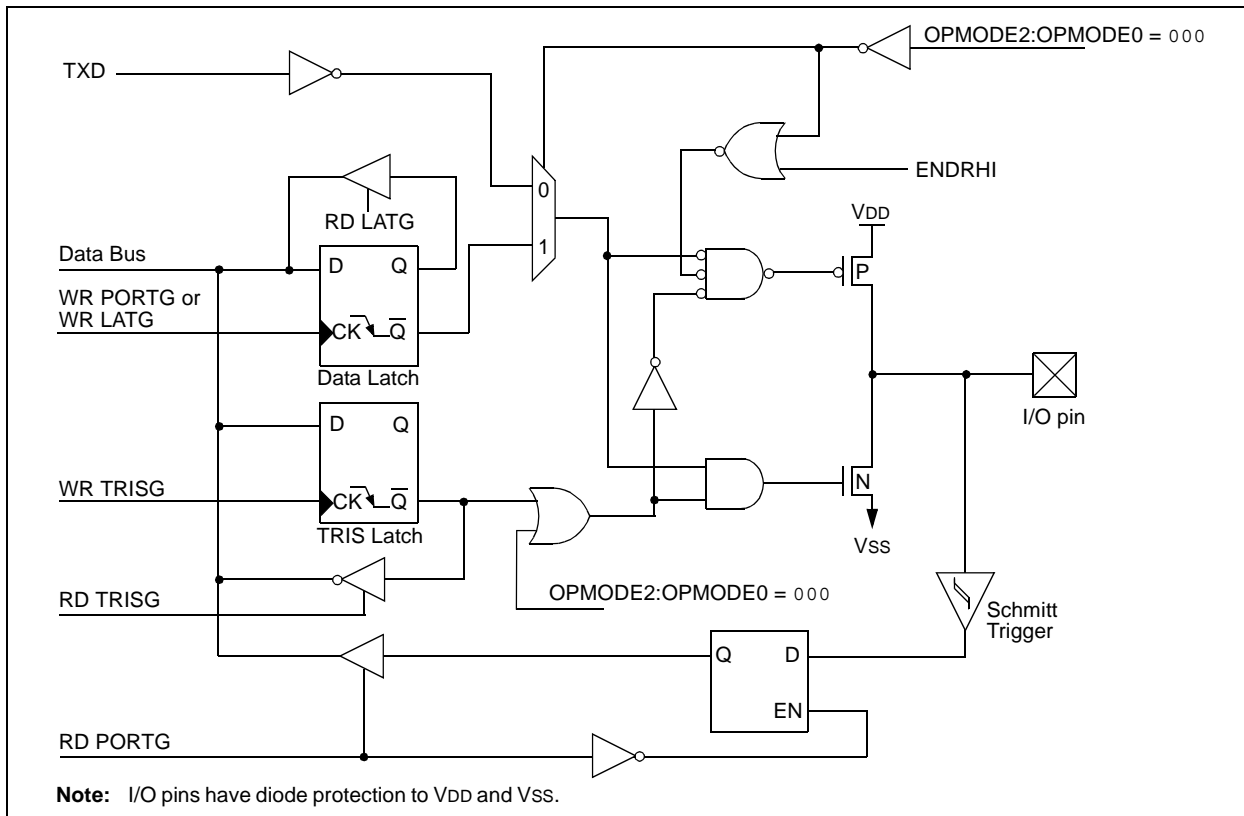 OPMODE2:OPMODE0 = 000
TXD
0
ENDRHI
RD LATG
VDD
1
Data Bus
D Q
P
WR PORTG or
WR LATG
CK Q
Data Latch
D Q
I/O pin
WR TRISG
CK Q
N
TRIS Latch
VSS
OPMODE2:OPMODE0 = 000
RD TRISG
Schmitt
Trigger
Q D
EN
RD PORTG
Note: I/O pins have diode protection to VDD and VSS.